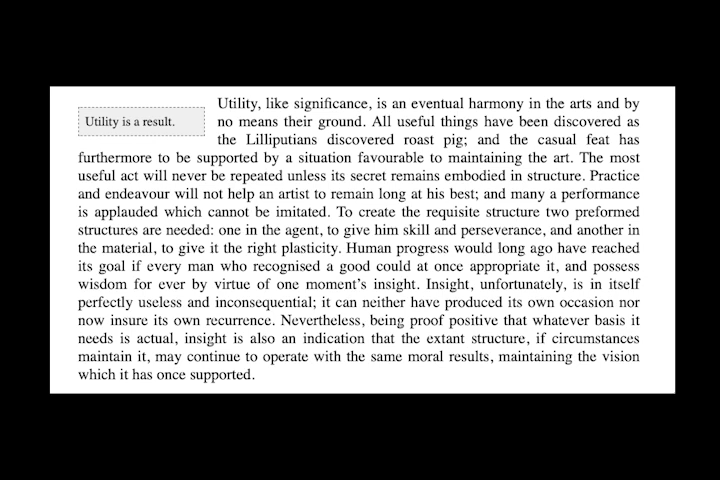 Utility is a result.
Utility, like significance, is an eventual harmony in the arts and by
no means their ground. All useful things have been discovered as
the Lilliputians discovered roast pig; and the casual feat has
furthermore to be supported by a situation favourable to maintaining the art. The most
useful act will never be repeated unless its secret remains embodied in structure. Practice
and endeavour will not help an artist to remain long at his best; and many a performance
is applauded which cannot be imitated. To create the requisite structure two preformed
structures are needed: one in the agent, to give him skill and perseverance, and another in
the material, to give it the right plasticity. Human progress would long ago have reached
its goal if every man who recognised a good could at once appropriate it, and possess
wisdom for ever by virtue of one moment’s insight. Insight, unfortunately, is in itself
perfectly useless and inconsequential; it can neither have produced its own occasion nor
now insure its own recurrence. Nevertheless, being proof positive that whatever basis it
needs is actual, insight is also an indication that the extant structure, if circumstances
maintain it, may continue to operate with the same moral results, maintaining the vision
which it has once supported.